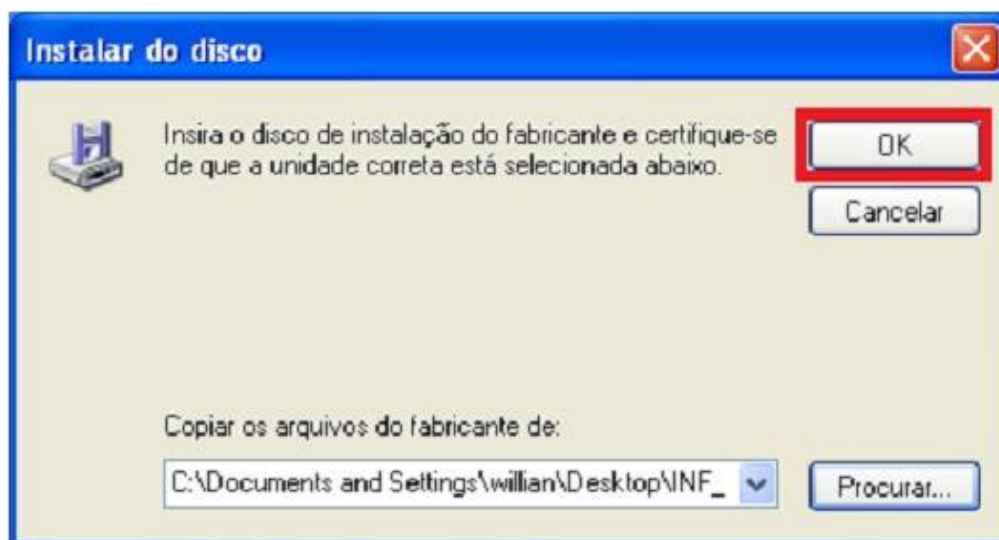 Instalar do disco
Insira o disco de instalação do fabricante e certifique-se
de que a unidade correta está selecionada abaixo.
OK
Cancelar
Copiar os arquivos do fabricante de:
C:\Documents and Settings\willian\Desktop\INF_
Procurar...